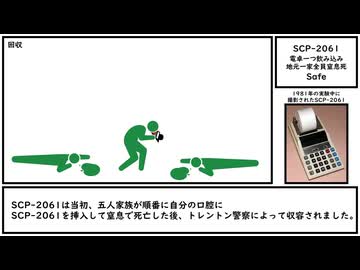 回収
SCP-2061
電卓一つ飲み込み
地元一家全員窒息死
Safe
1981年の実験中に
撮影されたSCP-2061
SCP-2061は当初、五人家族が順番に自分の口腔に
SCP-2061を挿入して窒息で死亡した後、トレントン警察によって収容されました。